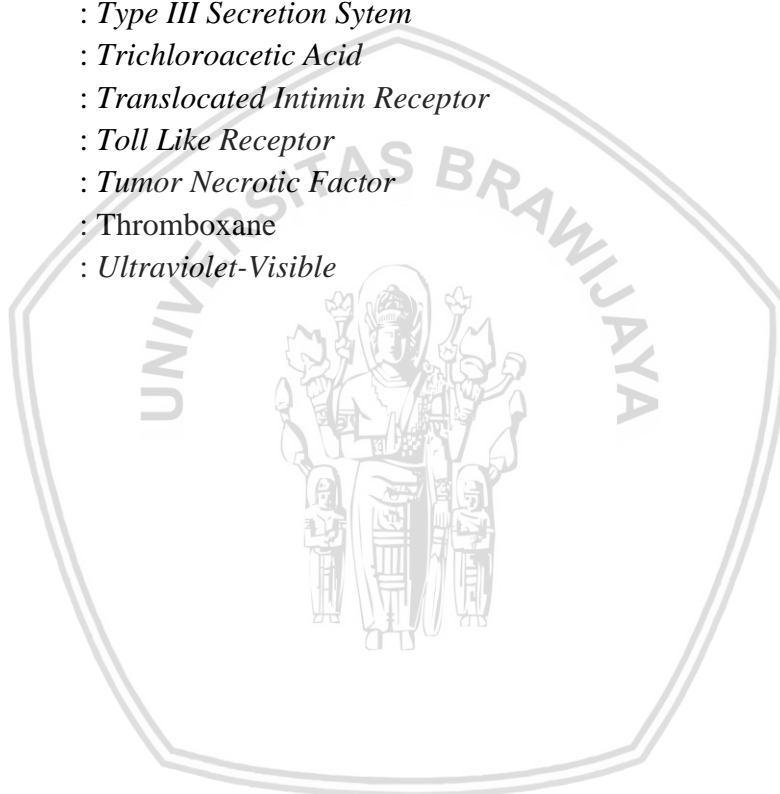 : Type III Secretion Sytem
: Trichloroacetic Acid
: Translocated Intimin Receptor
: Toll Like Receptor
: Tumor Necrotic Factor
: Thromboxane
: Ultraviolet-Visible
UNIVERSITAS BRAWIJAYA